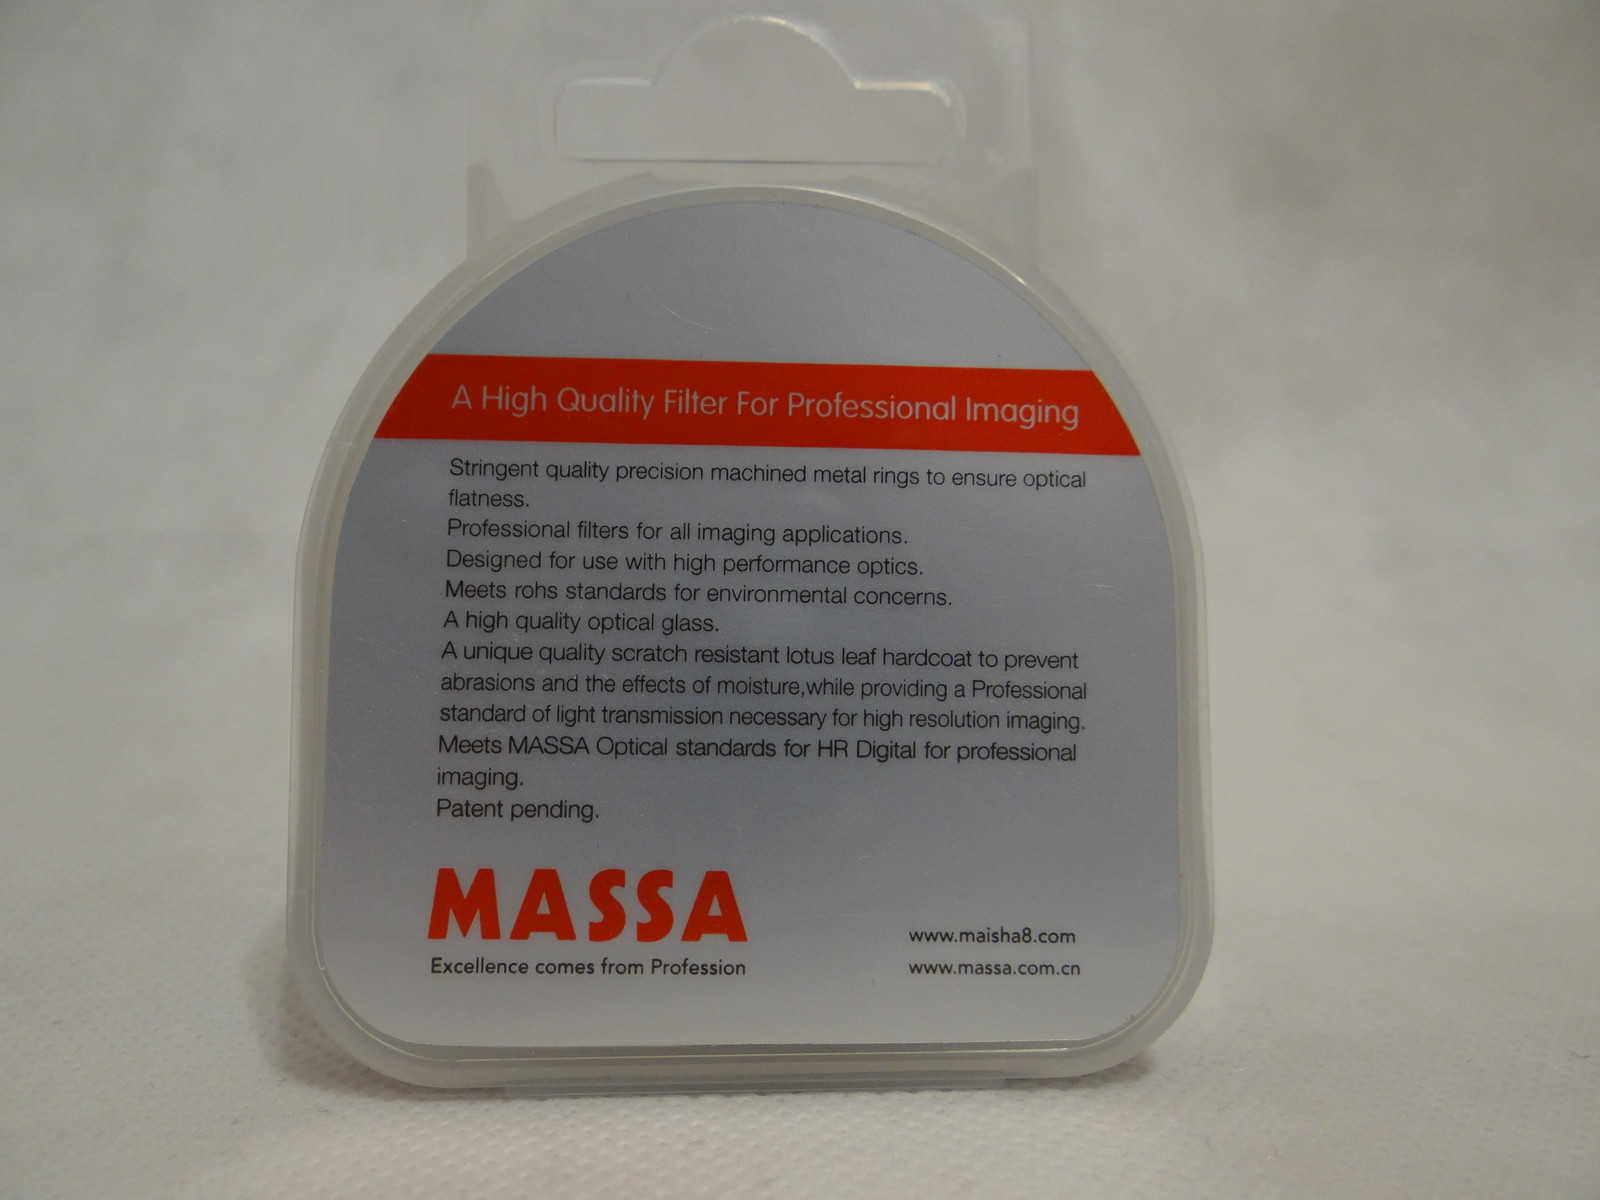 A High Quality Filter For Professional Imaging
Stringent quality precision machined metal rings to ensure optical
flatness.
Professional filters for all imaging applications.
Designed for use with high performance optics.
Meets rohs standards for environmental concerns.
A high quality optical glass.
A unique quality scratch resistant lotus leaf hardcoat to prevent
abrasions and the effects of moisture,while providing a Professional
standard of light transmission necessary for high resolution imaging.
Meets MASSA Optical standards for HR Digital for professional
imaging.
Patent pending.
MASSA
Excellence comes from Profession
www.maisha8.com
www.massa.com.cn